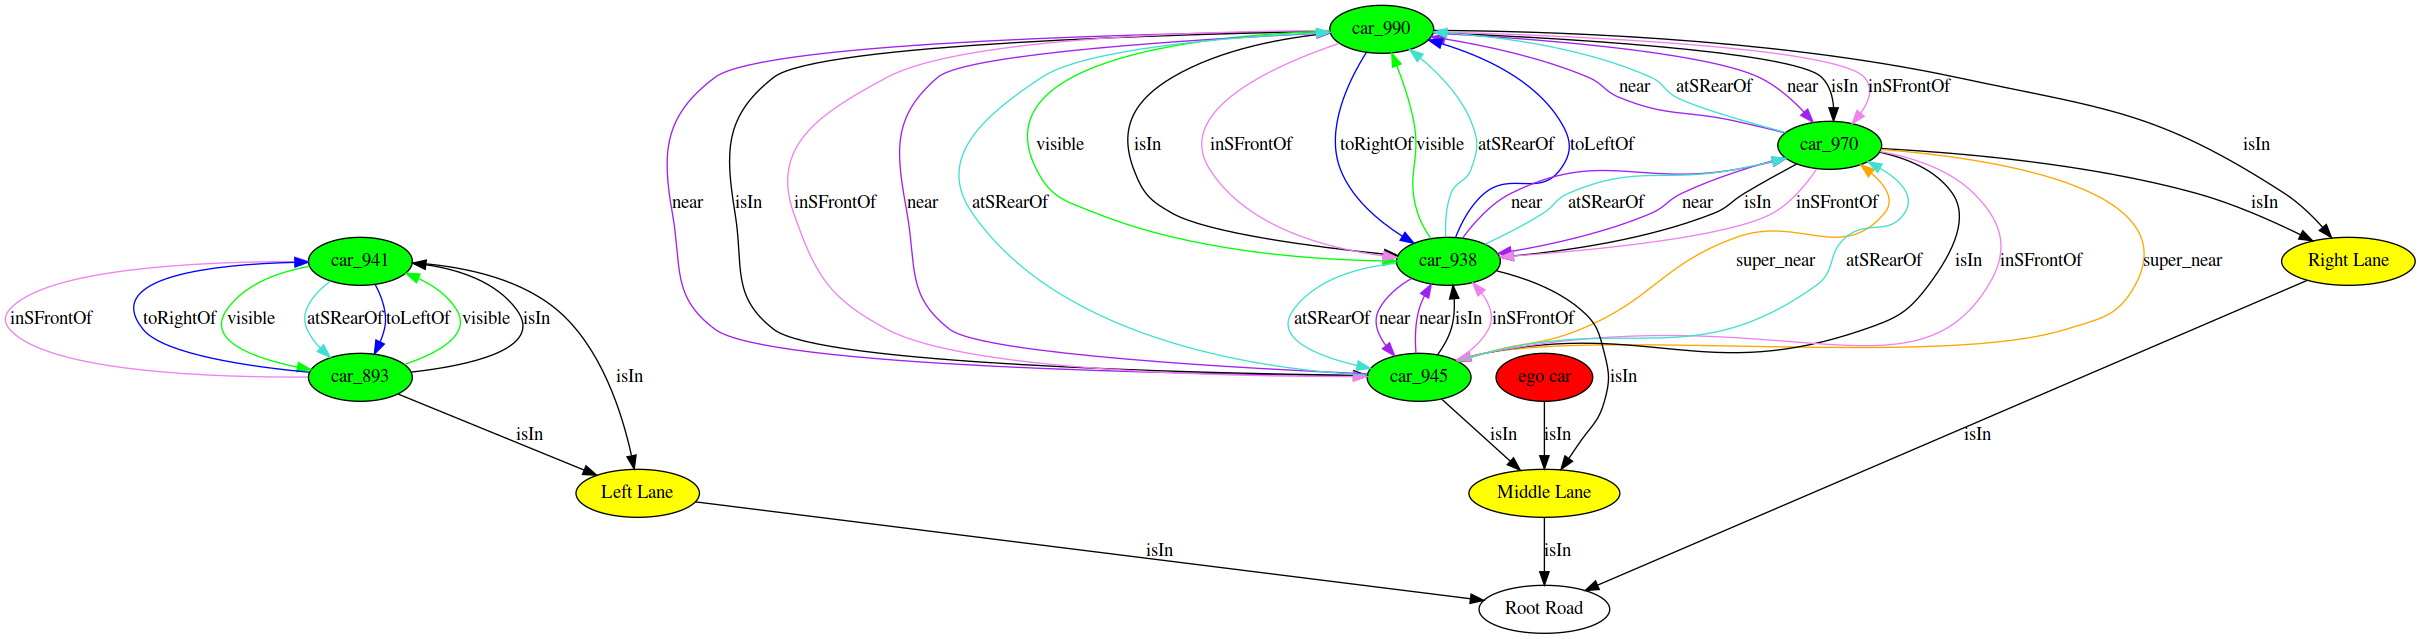 car_990
near
atSRearOf
near
isIn
inSFrontOf
visible
isIn
inSFrontOf
toRightOf
visible
atSRearOf
toLeftOf
car_970
isIn
near
isIn
inSFrontOf
near
atSRearOf
near
atSRearOf
near
isIn
inSFrontOf
isIn
car_941
car_938
super_near
atSRearOf
isIn
inSFrontOf
super_near
Right Lane
inSFrontOf
toRightOf
visible
atSRearOf
toLeftOf
visible
isIn
atSRearOf
near
near
isIn
inSFrontOf
car_893
isIn
car_945
ego car
isIn
isIn
isIn
isIn
isIn
Left Lane
Middle Lane
isIn
isIn
Root Road